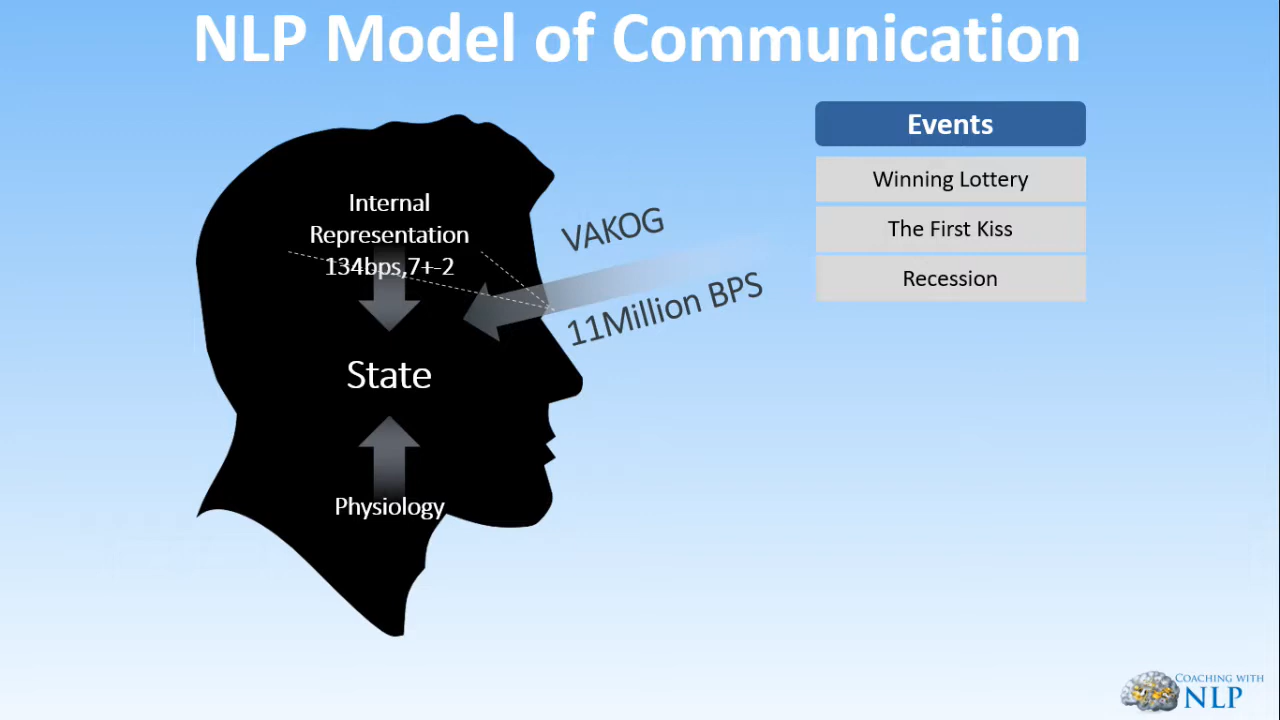 NLP Model of Communication
Internal
Representation
134bps,7+-2
State
Physiology
VAKOG
11Million BPS
Events
Winning Lottery
The First Kiss
Recession
COACHING WITH
NLP